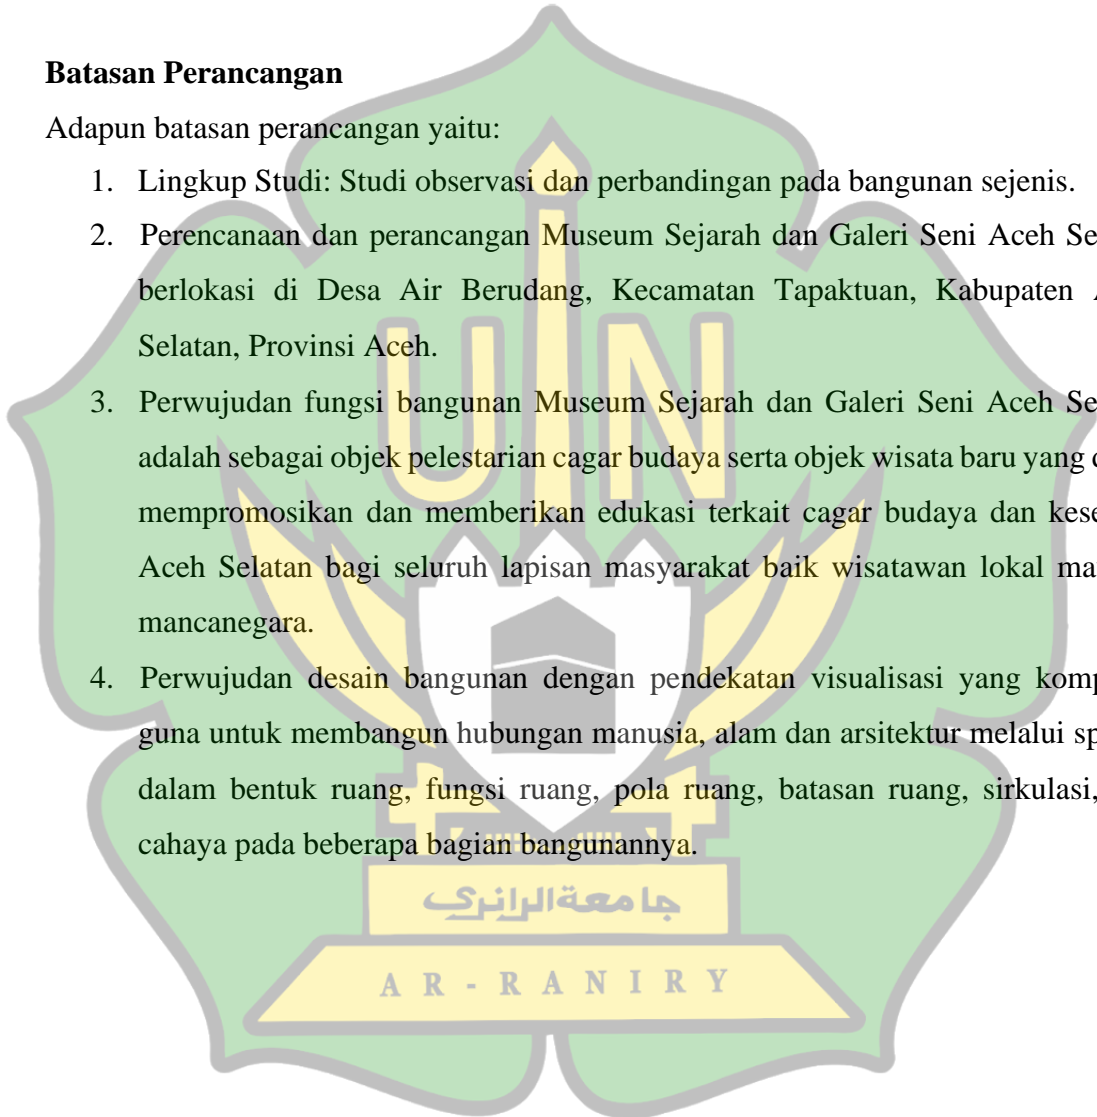 Batasan Perancangan
Adapun batasan perancangan yaitu:
1. Lingkup Studi: Studi observasi dan perbandingan pada bangunan sejenis.
2. Perencanaan dan perancangan Museum Sejarah dan Galeri Seni Aceh Se
berlokasi di Desa Air Berudang, Kecamatan Tapaktuan, Kabupaten A
Selatan, Provinsi Aceh.
3. Perwujudan fungsi bangunan Museum Sejarah dan Galeri Seni Aceh Se
adalah sebagai objek pelestarian cagar budaya serta objek wisata baru yang
mempromosikan dan memberikan edukasi terkait cagar budaya dan kese
Aceh Selatan bagi seluruh lapisan masyarakat baik wisatawan lokal ma
mancanegara.
4. Perwujudan desain bangunan dengan pendekatan visualisasi yang komp
guna untuk membangun hubungan manusia, alam dan arsitektur melalui sp
dalam bentuk ruang, fungsi ruang, pola ruang, batasan ruang, sirkulasi,
cahaya pada beberapa bagian bangunannya.
UIN
جامعةالرانري
AR-RANIRY